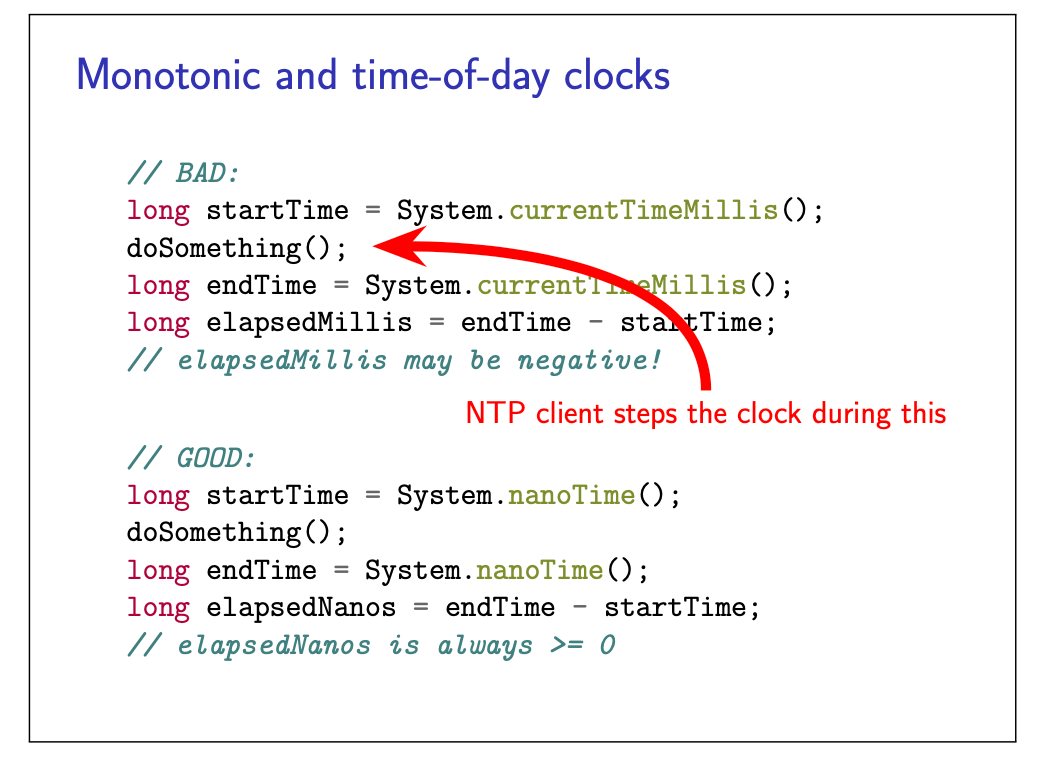 Monotonic and time-of-day clocks
// BAD:
long startTime = System.currentTimeMillis();
doSomething();
long endTime = System.currentTimeMillis();
long elapsedMillis = endTime - startTime;
// elapsedMillis may be negative!
NTP client steps the clock during this
// GOOD:
long startTime = System.nanoTime();
doSomething();
long endTime = System.nanoTime();
long elapsedNanos = endTime - startTime;
// elapsedNanos is always >= 0